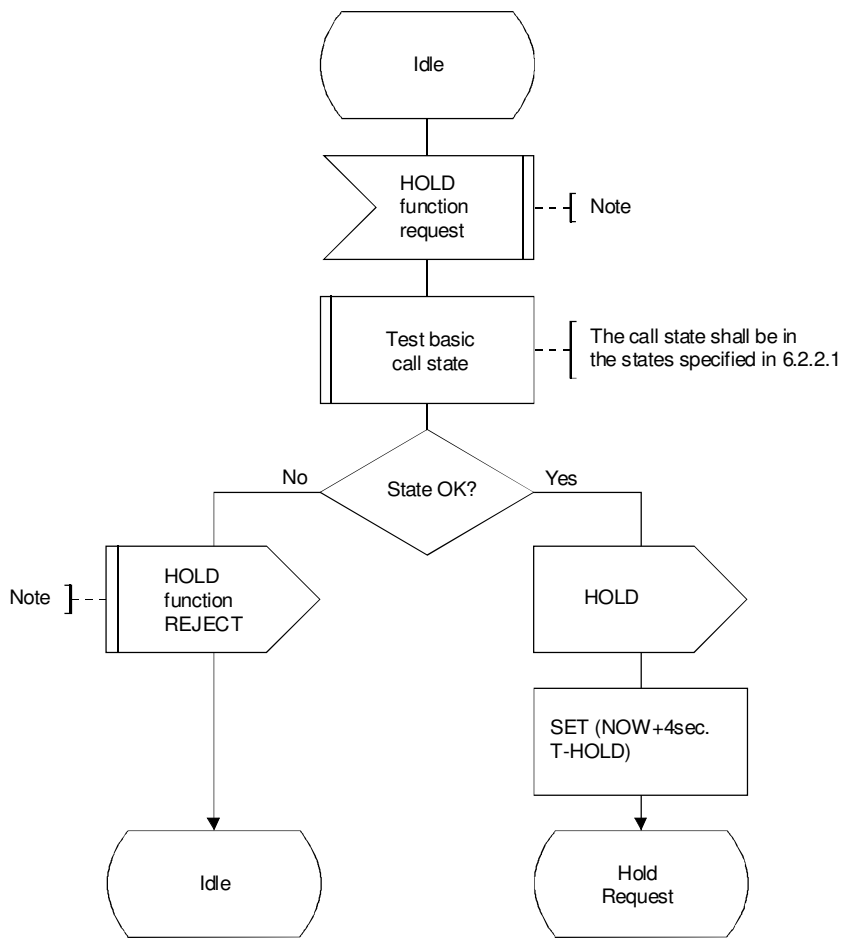 Idle
HOLD
function
request
Note
Test basic
call state
The call state shall be in
the states specified in 6.2.2.1
No
State OK?
Yes
Note
HOLD
function
REJECT
HOLD
SET (NOW+4sec.
T-HOLD)
Idle
Hold
Request